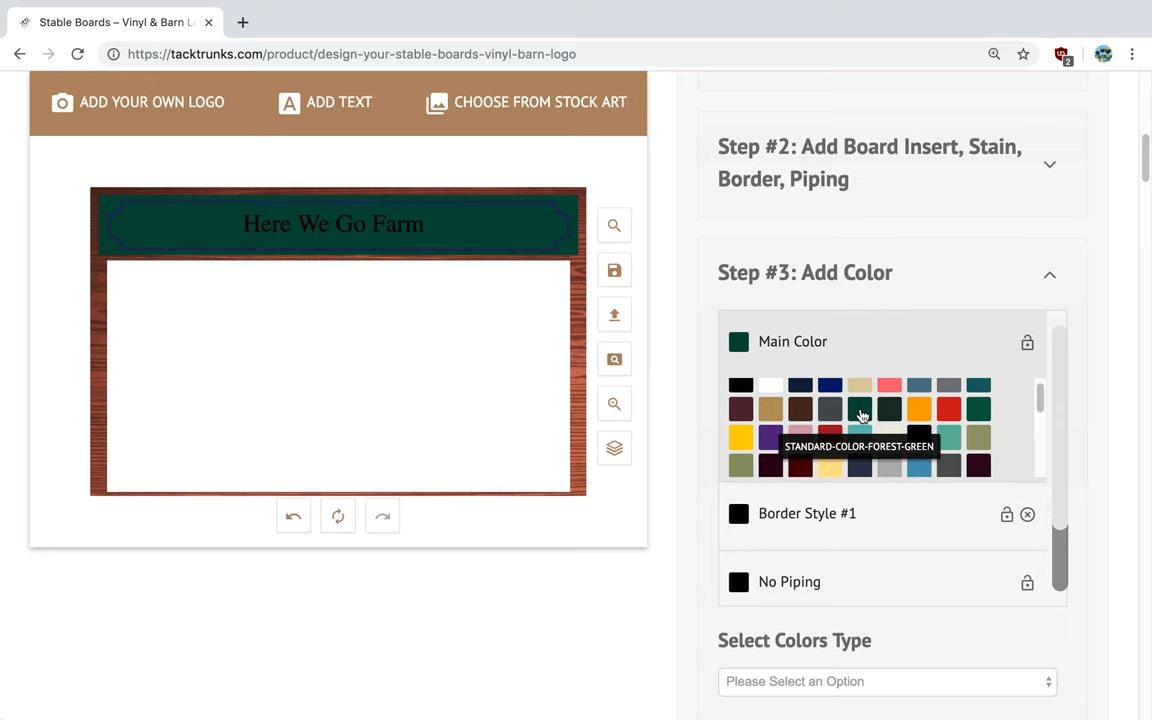 Stable Boards – Vinyl & Barn Lo
https://tacktrunks.com/product/design-your-stable-boards-vinyl-barn-logo
2
ADD YOUR OWN LOGO
A ADD TEXT
CHOOSE FROM STOCK ART
Here We Go Farm
Step #2: Add Board Insert, Stain,
Border, Piping
Step #3: Add Color
Main Color
STANDARD-COLOR-FOREST-GREEN
Border Style #1
No Piping
Select Colors Type
Please Select an Option